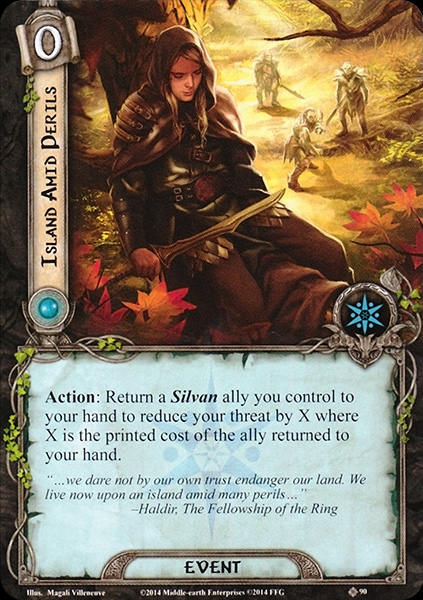 0
ISLAND AMID PERILS
Action: Return a Silvan ally you control to
your hand to reduce your threat by X where
X is the printed cost of the ally returned to
your hand.
“…we dare not by our own trust endanger our land. We
live now upon an island amid many perils…”
–Haldir, The Fellowship of the Ring
EVENT
Illus. Magali Villeneuve
©2014 Middle-earth Enterprises ©2014 FFG
90